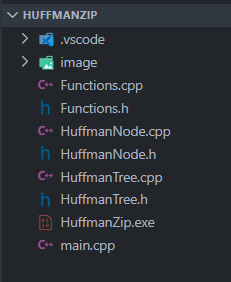 HUFFMANZIP
.vscode
image
Functions.cpp
Functions.h
HuffmanNode.cpp
HuffmanNode.h
HuffmanTree.cpp
HuffmanTree.h
HuffmanZip.exe
main.cpp